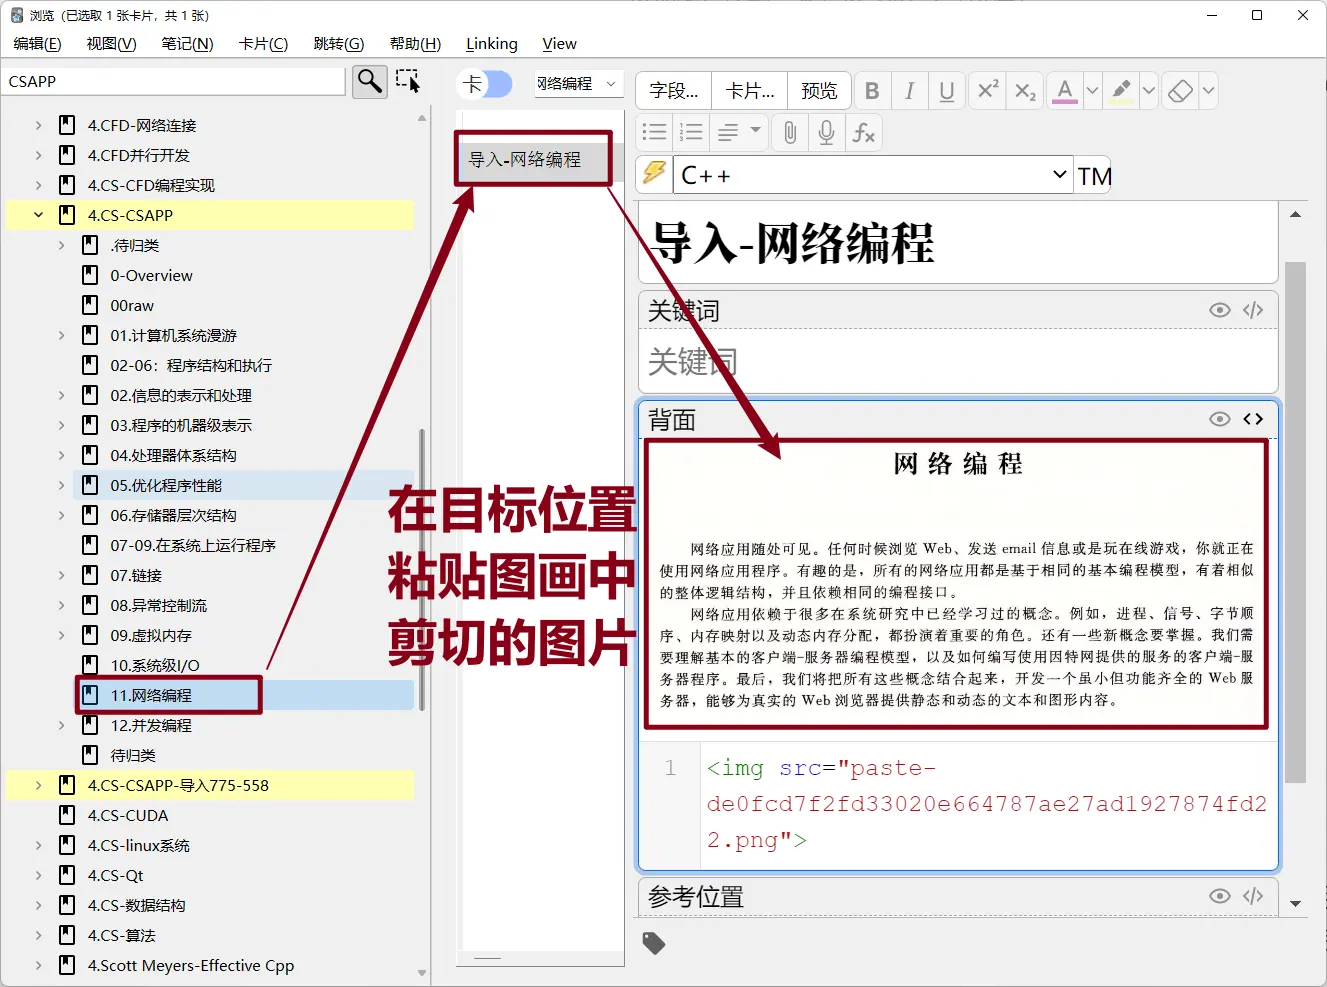 浏览（已选取 1 张卡片，共 1 张）
编辑(E) 视图(V) 笔记(N) 卡片(C) 跳转(G) 帮助(H) Linking View
CSAPP
4.CFD-网络连接
4.CFD并行开发
4.CS-CFD编程实现
4.CS-CSAPP
.待归类
0-Overview
00raw
01.计算机系统漫游
02-06：程序结构和执行
02.信息的表示和处理
03.程序的机器级表示
04.处理器体系结构
05.优化程序性能
06.存储器层次结构
07-09.在系统上运行程序
07.链接
08.异常控制流
09.虚拟内存
10.系统级I/O
11.网络编程
12.并发编程
待归类
4.CS-CSAPP-导入775-558
4.CS-CUDA
4.CS-linux系统
4.CS-Qt
4.CS-数据结构
4.CS-算法
4.Scott Meyers-Effective Cpp
卡 网络编程
导入-网络编程
在目标位置
粘贴图画中
剪切的图片
字段... 卡片... 预览 B I U x² x₂ A
fx
C++ TM
导入-网络编程
关键词
关键词
背面
网络编程
网络应用随处可见。任何时候浏览 Web、发送 email 信息或是玩在线游戏，你就正在
使用网络应用程序。有趣的是，所有的网络应用都是基于相同的基本编程模型，有着相似
的整体逻辑结构，并且依赖相同的编程接口。
网络应用依赖于很多在系统研究中已经学习过的概念。例如，进程、信号、字节顺
序、内存映射以及动态内存分配，都扮演着重要的角色。还有一些新概念要掌握。我们需
要理解基本的客户端-服务器编程模型，以及如何编写使用因特网提供的服务的客户端-服
务器程序。最后，我们将把所有这些概念结合起来，开发一个虽小但功能齐全的 Web 服
务器，能够为真实的 Web 浏览器提供静态和动态的文本和图形内容。
1 <img src="paste-
de0fcd7f2fd33020e664787ae27ad1927874fd2
2.png">
参考位置